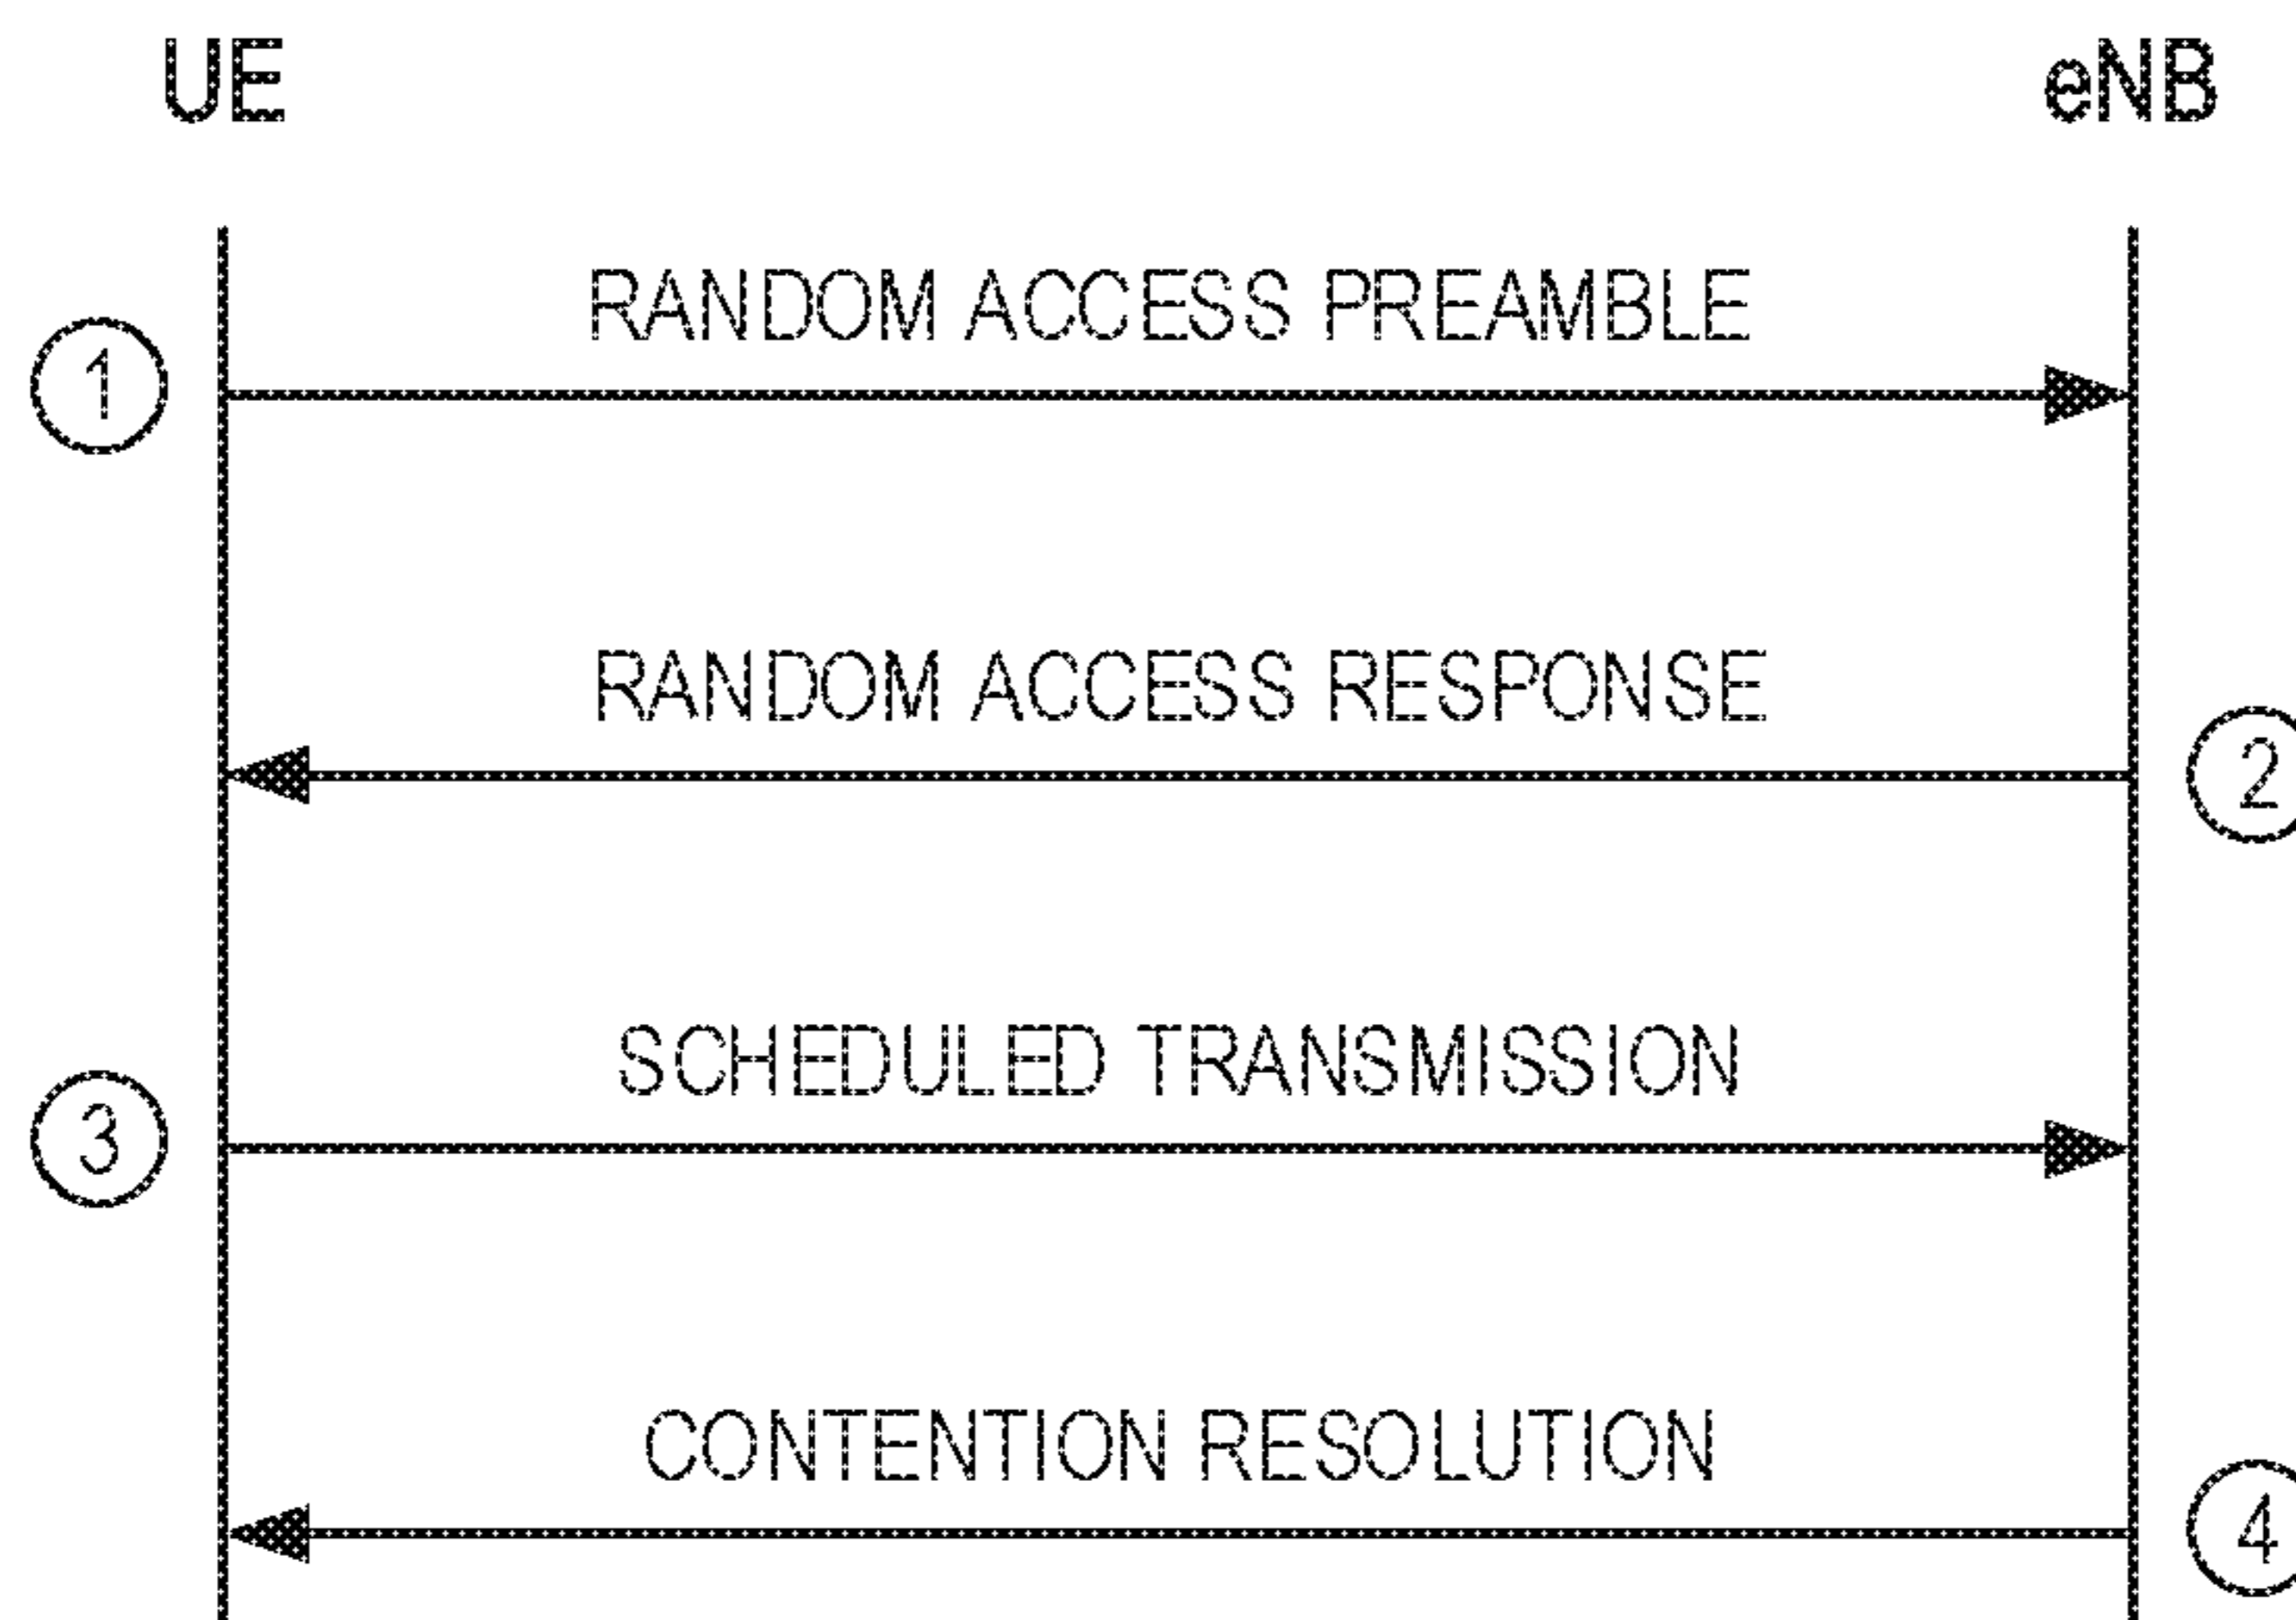 UE eNB
RANDOM ACCESS PREAMBLE
1
RANDOM ACCESS RESPONSE
2
SCHEDULED TRANSMISSION
3
CONTENTION RESOLUTION
4